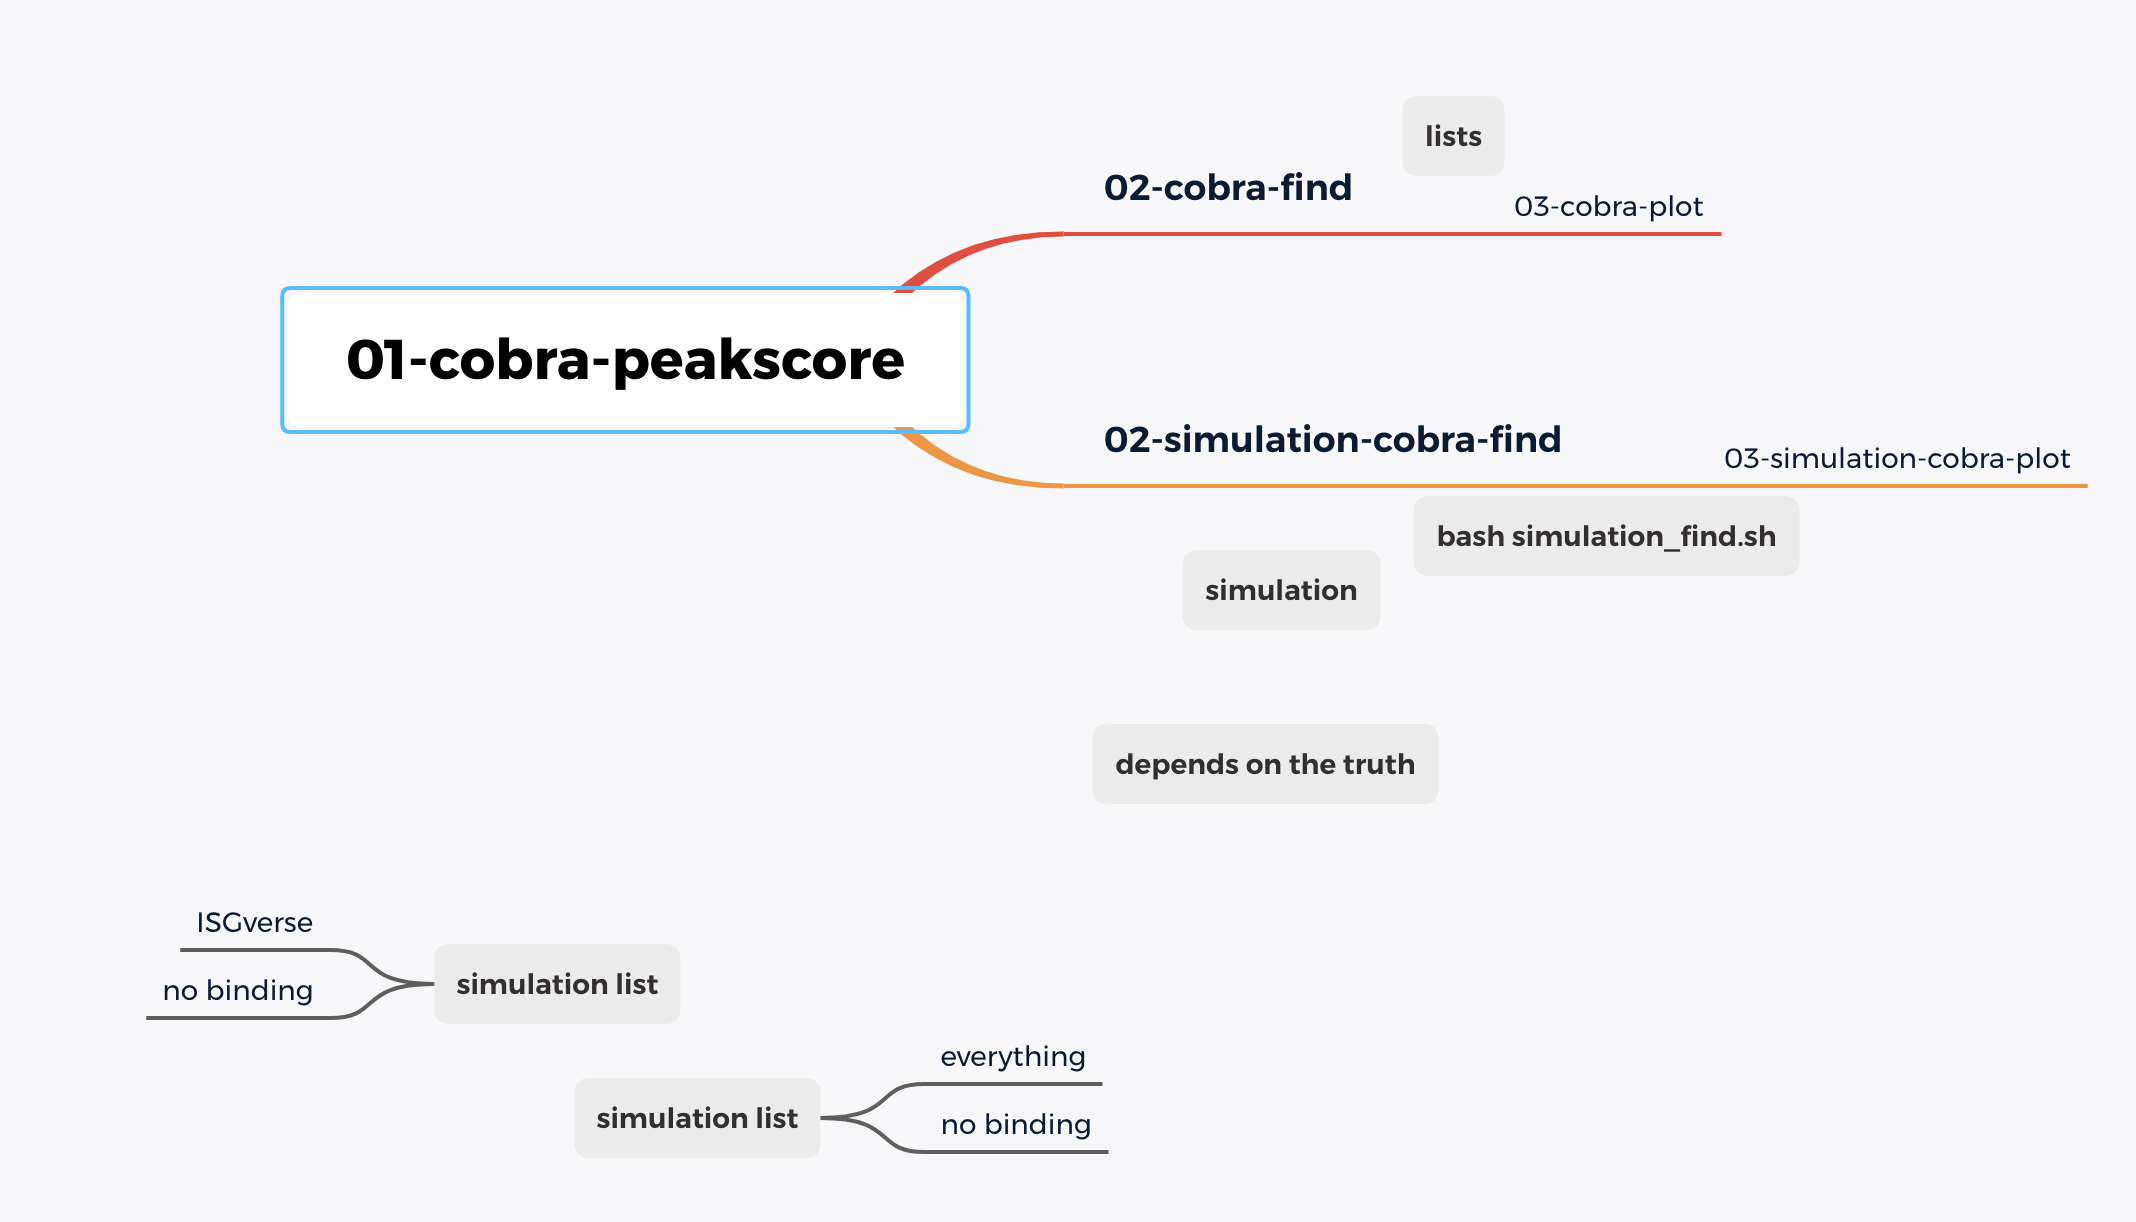 lists
02-cobra-find
03-cobra-plot
01-cobra-peakscore
02-simulation-cobra-find
03-simulation-cobra-plot
bash simulation_find.sh
simulation
depends on the truth
ISGverse
simulation list
no binding
everything
simulation list
no binding